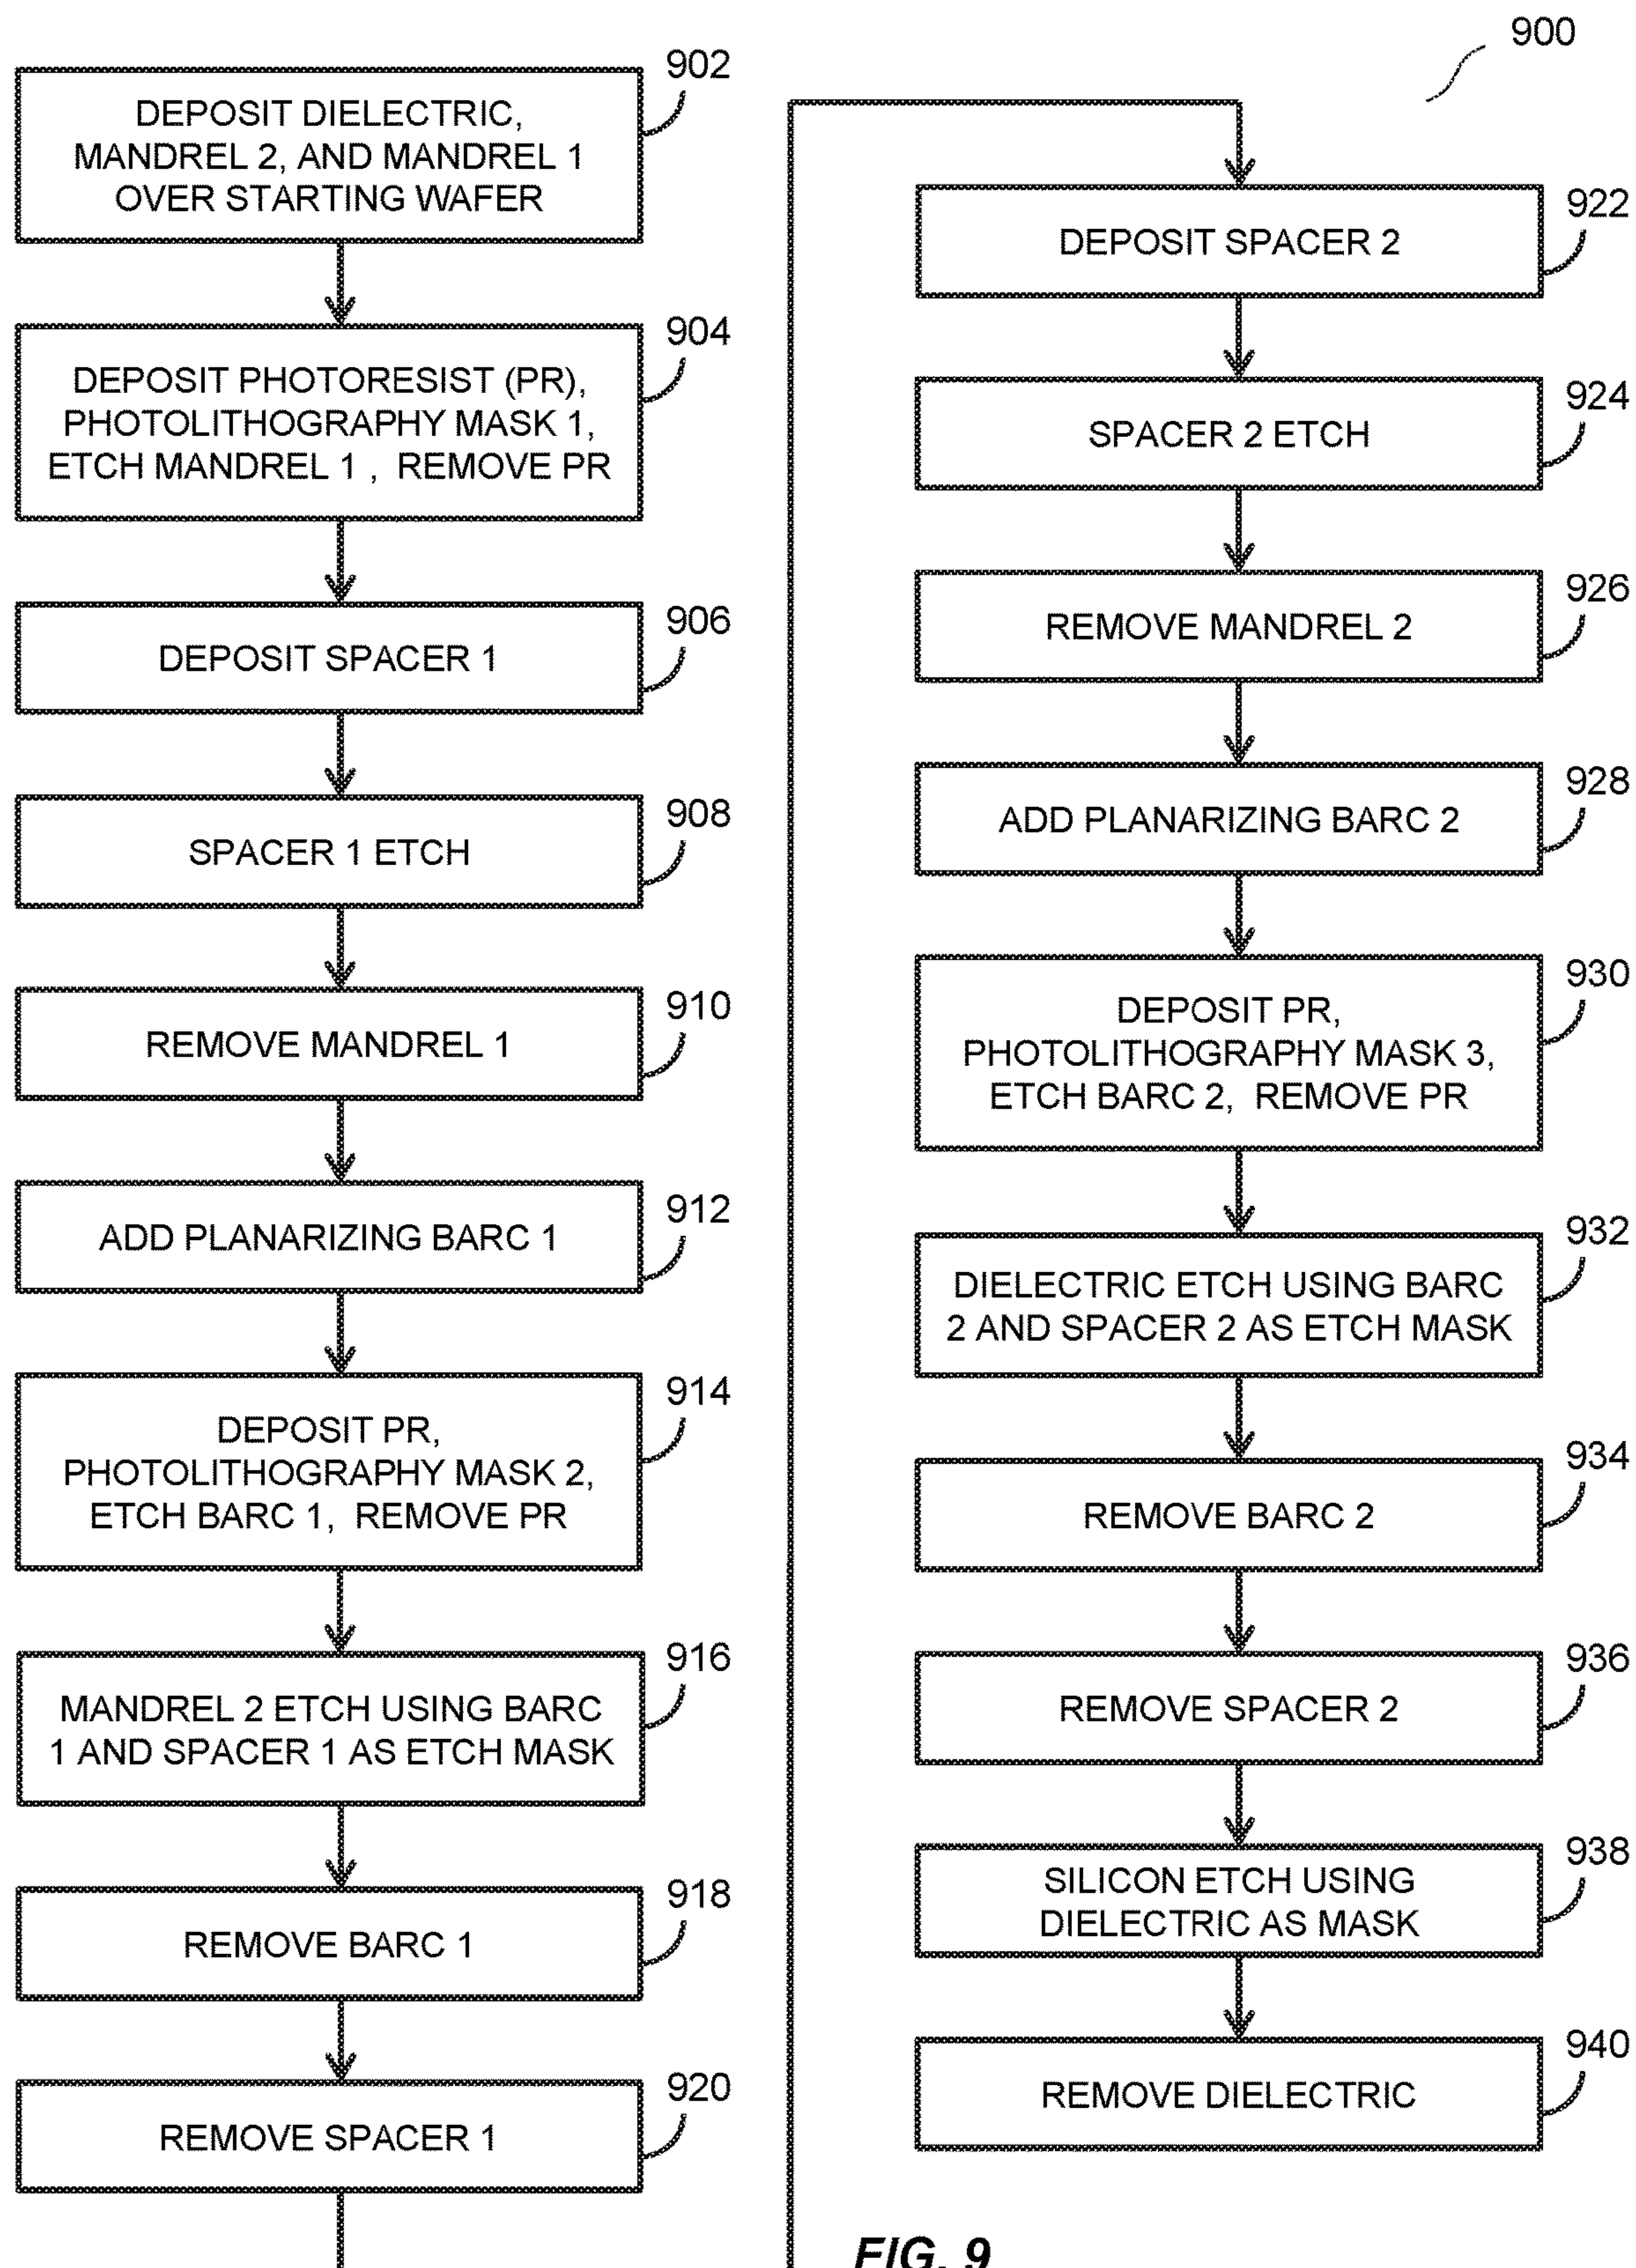 900
902
DEPOSIT DIELECTRIC,
MANDREL 2, AND MANDREL 1
OVER STARTING WAFER
904
DEPOSIT PHOTORESIST (PR),
PHOTOLITHOGRAPHY MASK 1,
ETCH MANDREL 1 , REMOVE PR
906
DEPOSIT SPACER 1
908
SPACER 1 ETCH
910
REMOVE MANDREL 1
912
ADD PLANARIZING BARC 1
914
DEPOSIT PR,
PHOTOLITHOGRAPHY MASK 2,
ETCH BARC 1, REMOVE PR
916
MANDREL 2 ETCH USING BARC
1 AND SPACER 1 AS ETCH MASK
918
REMOVE BARC 1
920
REMOVE SPACER 1
922
DEPOSIT SPACER 2
924
SPACER 2 ETCH
926
REMOVE MANDREL 2
928
ADD PLANARIZING BARC 2
930
DEPOSIT PR,
PHOTOLITHOGRAPHY MASK 3,
ETCH BARC 2, REMOVE PR
932
DIELECTRIC ETCH USING BARC
2 AND SPACER 2 AS ETCH MASK
934
REMOVE BARC 2
936
REMOVE SPACER 2
938
SILICON ETCH USING
DIELECTRIC AS MASK
940
REMOVE DIELECTRIC
FIG. 9